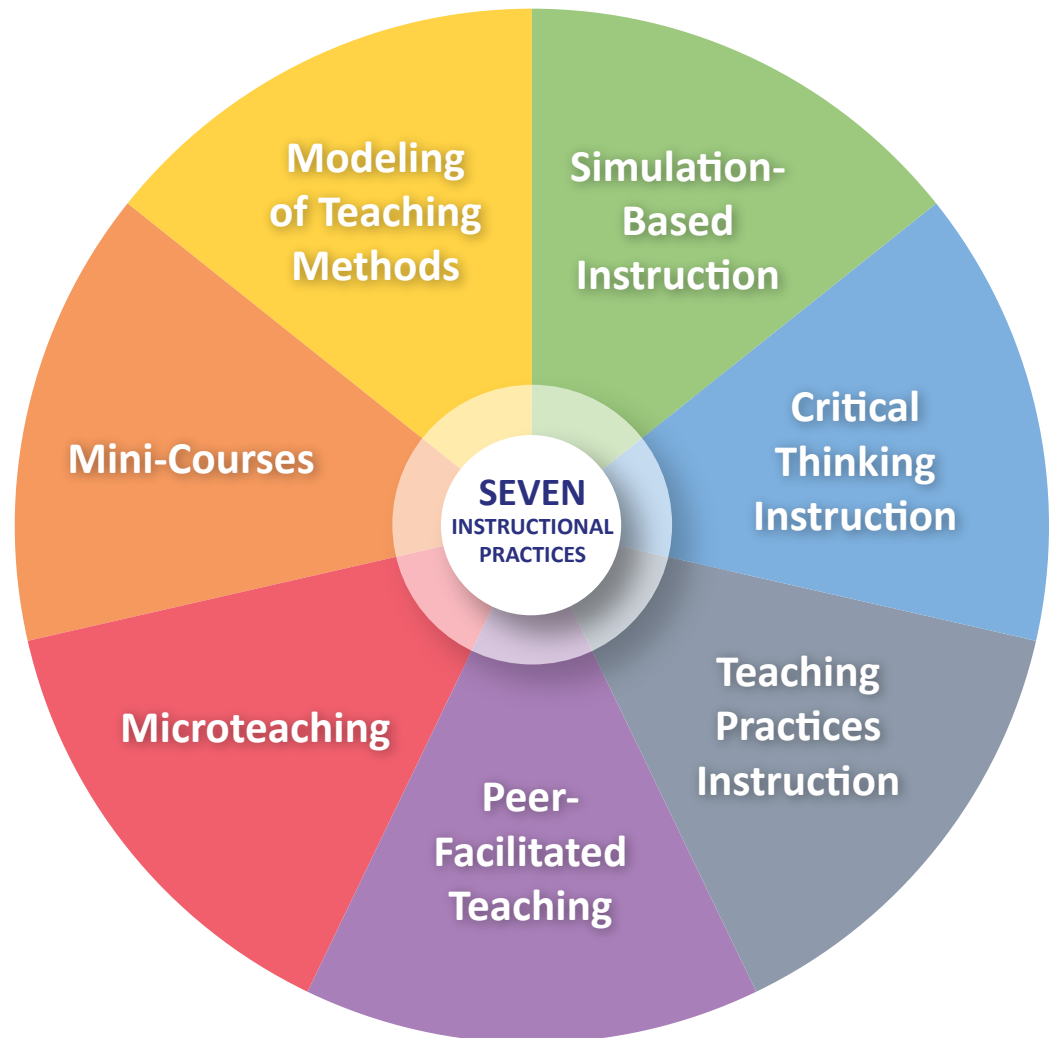 Modeling
of Teaching
Methods
Simulation-
Based
Instruction
Critical
Thinking
Instruction
Teaching
Practices
Instruction
Peer-
Facilitated
Teaching
Microteaching
Mini-Courses
SEVEN
INSTRUCTIONAL
PRACTICES